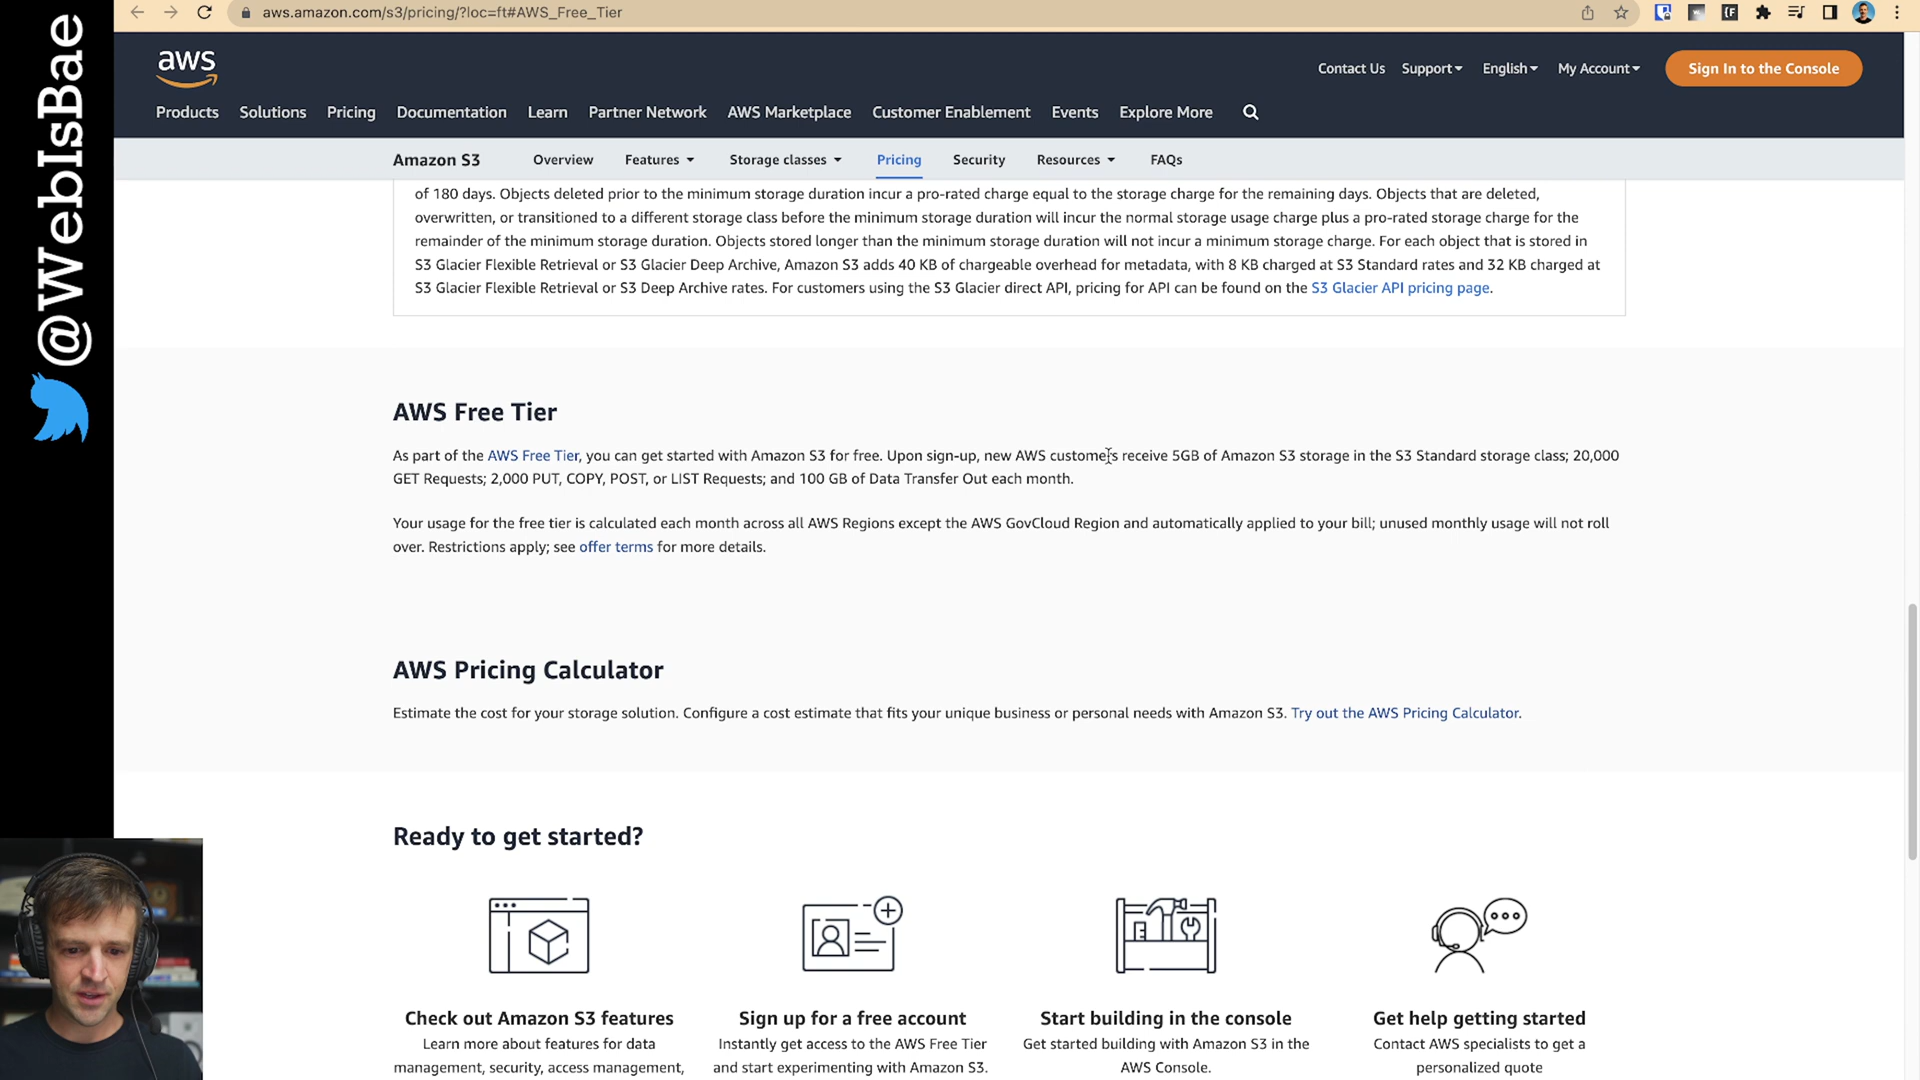 aws.amazon.com/s3/pricing/?loc=ft#AWS_Free_Tier
@WebIsBae
aws
Contact Us Support English My Account Sign In to the Console
Products Solutions Pricing Documentation Learn Partner Network AWS Marketplace Customer Enablement Events Explore More
Amazon S3 Overview Features Storage classes Pricing Security Resources FAQs
of 180 days. Objects deleted prior to the minimum storage duration incur a pro-rated charge equal to the storage charge for the remaining days. Objects that are deleted,
overwritten, or transitioned to a different storage class before the minimum storage duration will incur the normal storage usage charge plus a pro-rated storage charge for the
remainder of the minimum storage duration. Objects stored longer than the minimum storage duration will not incur a minimum storage charge. For each object that is stored in
S3 Glacier Flexible Retrieval or S3 Glacier Deep Archive, Amazon S3 adds 40 KB of chargeable overhead for metadata, with 8 KB charged at S3 Standard rates and 32 KB charged at
S3 Glacier Flexible Retrieval or S3 Deep Archive rates. For customers using the S3 Glacier direct API, pricing for API can be found on the S3 Glacier API pricing page.
AWS Free Tier
As part of the AWS Free Tier, you can get started with Amazon S3 for free. Upon sign-up, new AWS customers receive 5GB of Amazon S3 storage in the S3 Standard storage class; 20,000
GET Requests; 2,000 PUT, COPY, POST, or LIST Requests; and 100 GB of Data Transfer Out each month.
Your usage for the free tier is calculated each month across all AWS Regions except the AWS GovCloud Region and automatically applied to your bill; unused monthly usage will not roll
over. Restrictions apply; see offer terms for more details.
AWS Pricing Calculator
Estimate the cost for your storage solution. Configure a cost estimate that fits your unique business or personal needs with Amazon S3. Try out the AWS Pricing Calculator.
Ready to get started?
Check out Amazon S3 features
Learn more about features for data
management, security, access management,
Sign up for a free account
Instantly get access to the AWS Free Tier
and start experimenting with Amazon S3.
Start building in the console
Get started building with Amazon S3 in the
AWS Console.
Get help getting started
Contact AWS specialists to get a
personalized quote